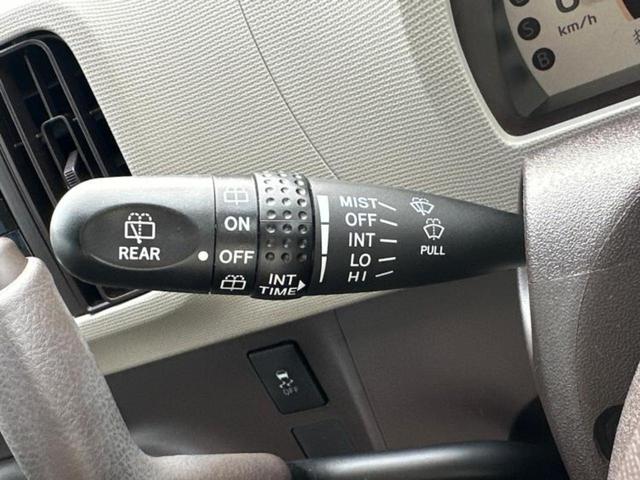 S
B
km/h
REAR
ON
OFF
INT
TIME
MIST
OFF
INT
LO
HI
PULL
OFF